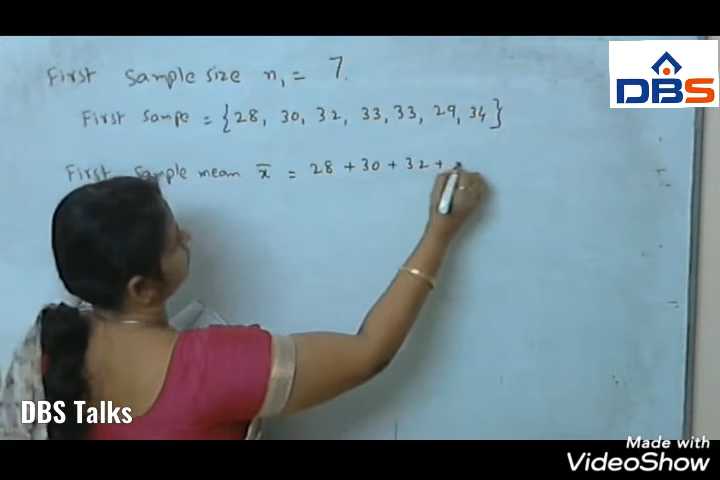 First Sample size n₁ = 7.
DBS
First Sampe = {28, 30, 32, 33, 33, 29, 34}
First Sample mean x̄ = 28 + 30 + 32 +
DBS Talks
Made with
VideoShow